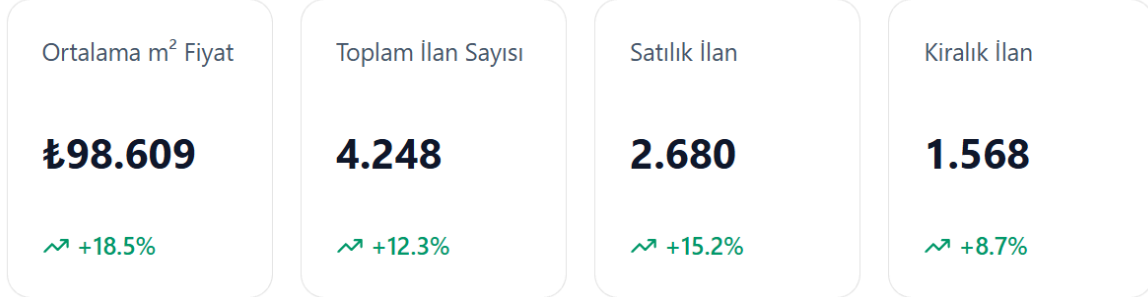 Ortalama m² Fiyat
₺98.609
+18.5%
Toplam İlan Sayısı
4.248
+12.3%
Satılık İlan
2.680
+15.2%
Kiralık İlan
1.568
+8.7%